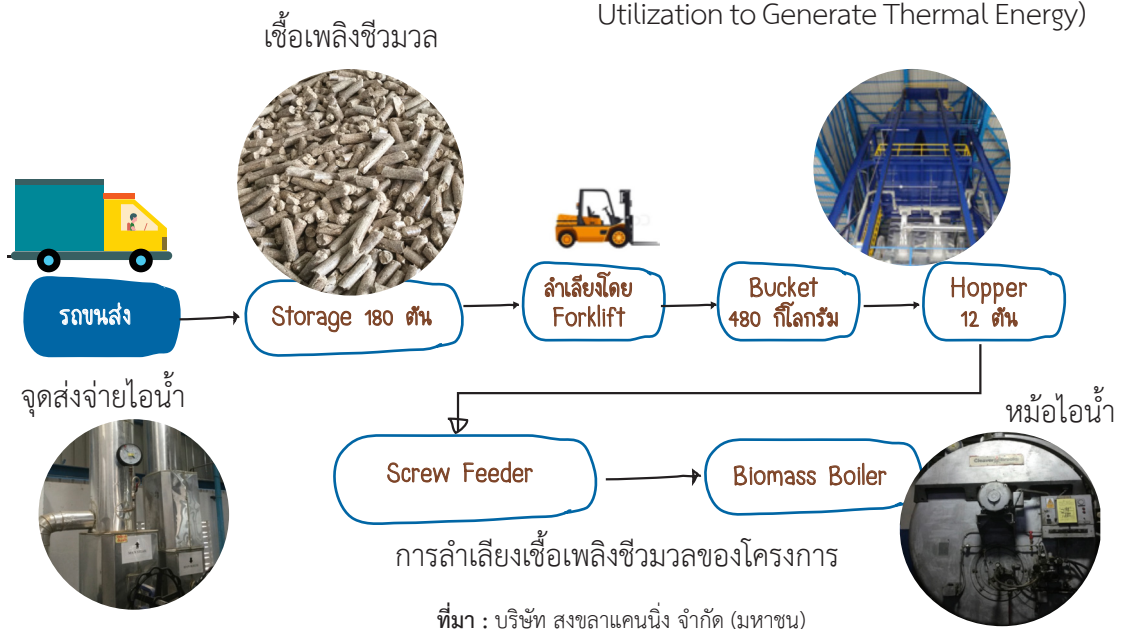 Utilization to Generate Thermal Energy)
เชื้อเพลิงชีวมวล
รถขนส่ง
Storage 180 ตัน
ลำเลียงโดย
Forklift
Bucket
480 กิโลกรัม
Hopper
12 ตัน
จุดส่งจ่ายไอน้ำ
หม้อไอน้ำ
Screw Feeder
Biomass Boiler
การลำเลียงเชื้อเพลิงชีวมวลของโครงการ
ที่มา : บริษัท สงขลาแคนนิ่ง จำกัด (มหาชน)